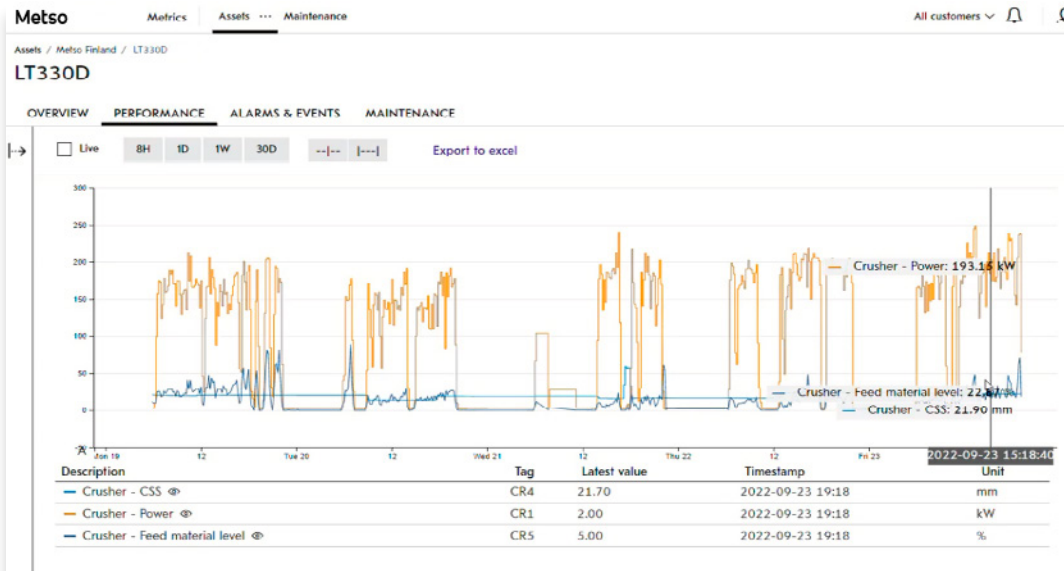 Metso
Metrics Assets ··· Maintenance All customers
Assets / Metso Finland / LT330D
LT330D
OVERVIEW PERFORMANCE ALARMS & EVENTS MAINTENANCE
Live 8H 1D 1W 30D --|-- |---| Export to excel
300
250
200
Crusher - Power: 193.15 kW
150
100
50
Crusher - Feed material level:
Crusher - CSS: 21.90 mm
0
Mon 19 12 Tue 20 12 Wed 21 12 Thu 22 12 Fri 23 2022-09-23 15:18:40
Description Tag Latest value Timestamp Unit
Crusher - CSS CR4 21.70 2022-09-23 19:18 mm
Crusher - Power CR1 2.00 2022-09-23 19:18 kW
Crusher - Feed material level CR5 5.00 2022-09-23 19:18 %